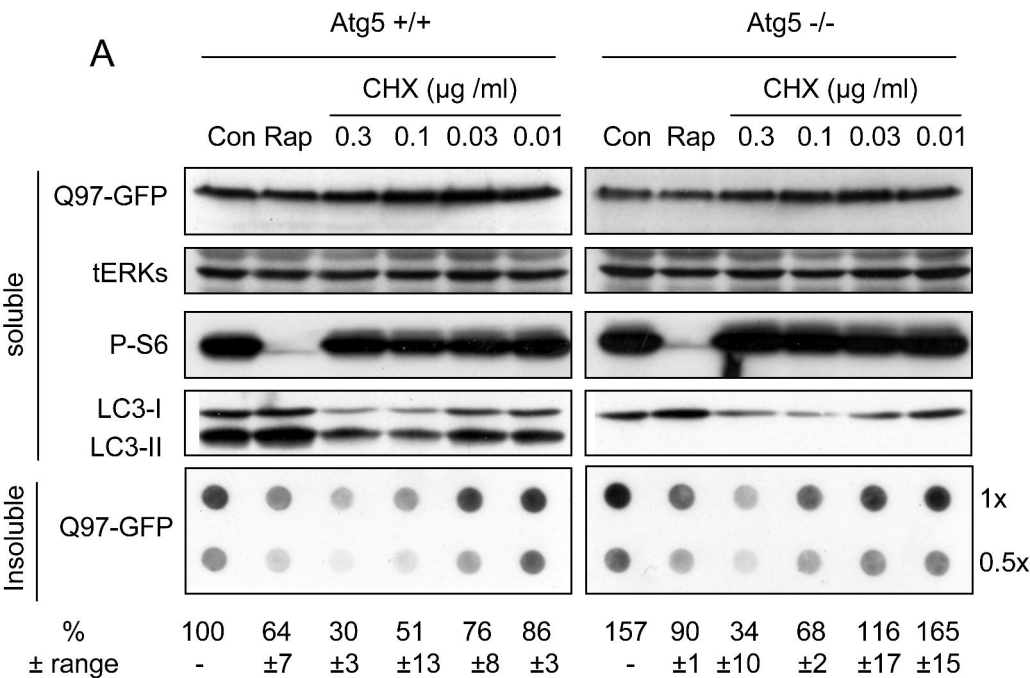 A
Atg5 +/+ Atg5 -/-
CHX (µg /ml) CHX (µg /ml)
Con Rap 0.3 0.1 0.03 0.01 Con Rap 0.3 0.1 0.03 0.01
soluble
Q97-GFP
tERKs
P-S6
LC3-I
LC3-II
Insoluble
Q97-GFP
1x
0.5x
% 100 64 30 51 76 86 157 90 34 68 116 165
± range - ±7 ±3 ±13 ±8 ±3 - ±1 ±10 ±2 ±17 ±15